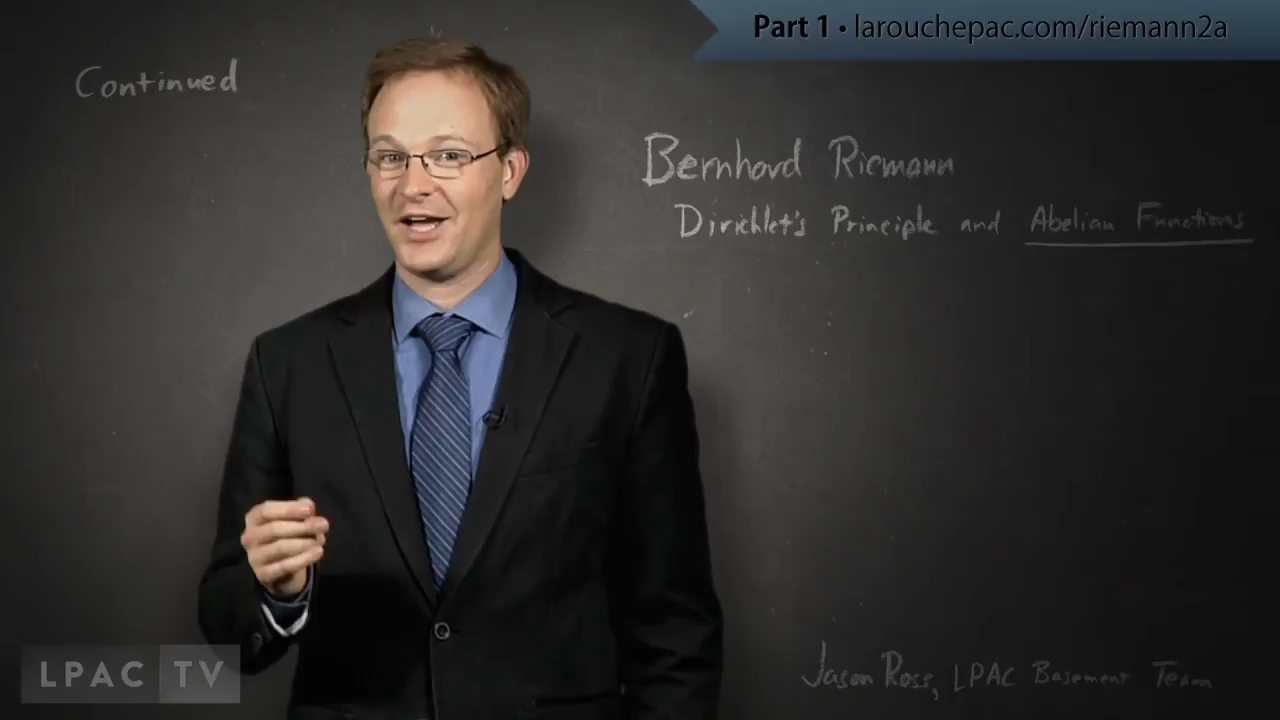 Part 1 • larouchepac.com/riemann2a
Continued
Bernhard Riemann
Dirichlet's Principle and Abelian Functions
Jason Ross, LPAC Basement Team
LPAC TV